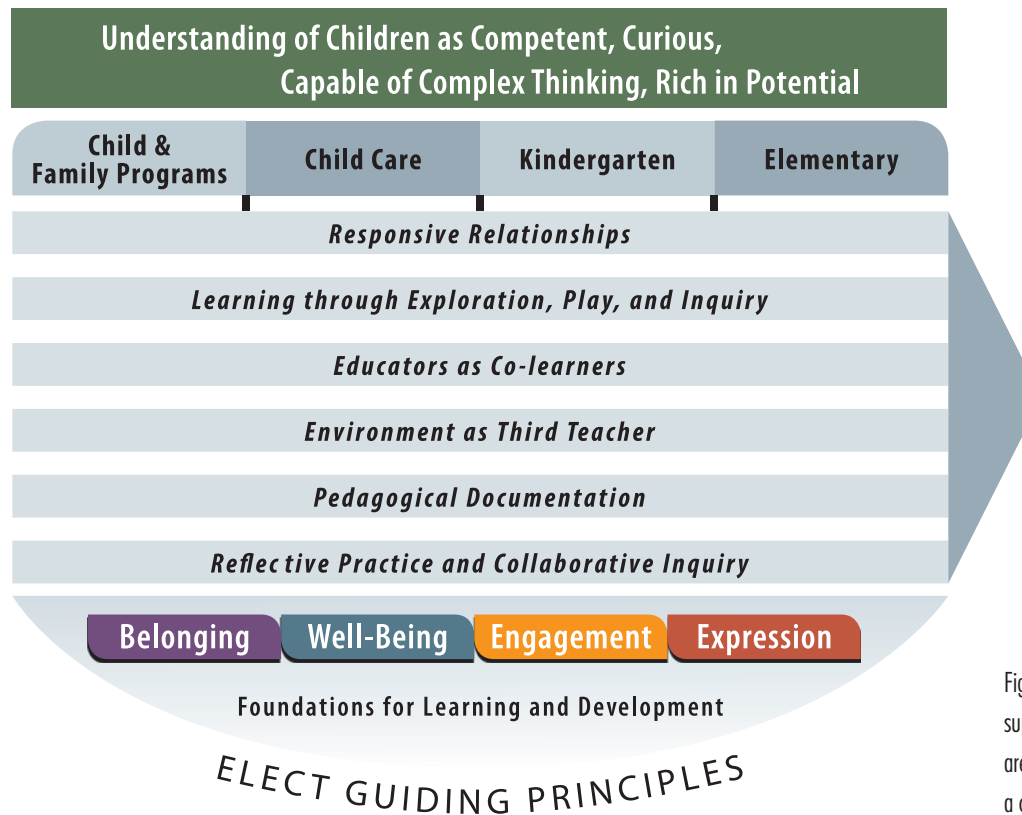 Understanding of Children as Competent, Curious,
Capable of Complex Thinking, Rich in Potential
Child &
Family Programs
Child Care
Kindergarten
Elementary
Responsive Relationships
Learning through Exploration, Play, and Inquiry
Educators as Co-learners
Environment as Third Teacher
Pedagogical Documentation
Reflective Practice and Collaborative Inquiry
Belonging
Well-Being
Engagement
Expression
Foundations for Learning and Development
ELECT GUIDING PRINCIPLES